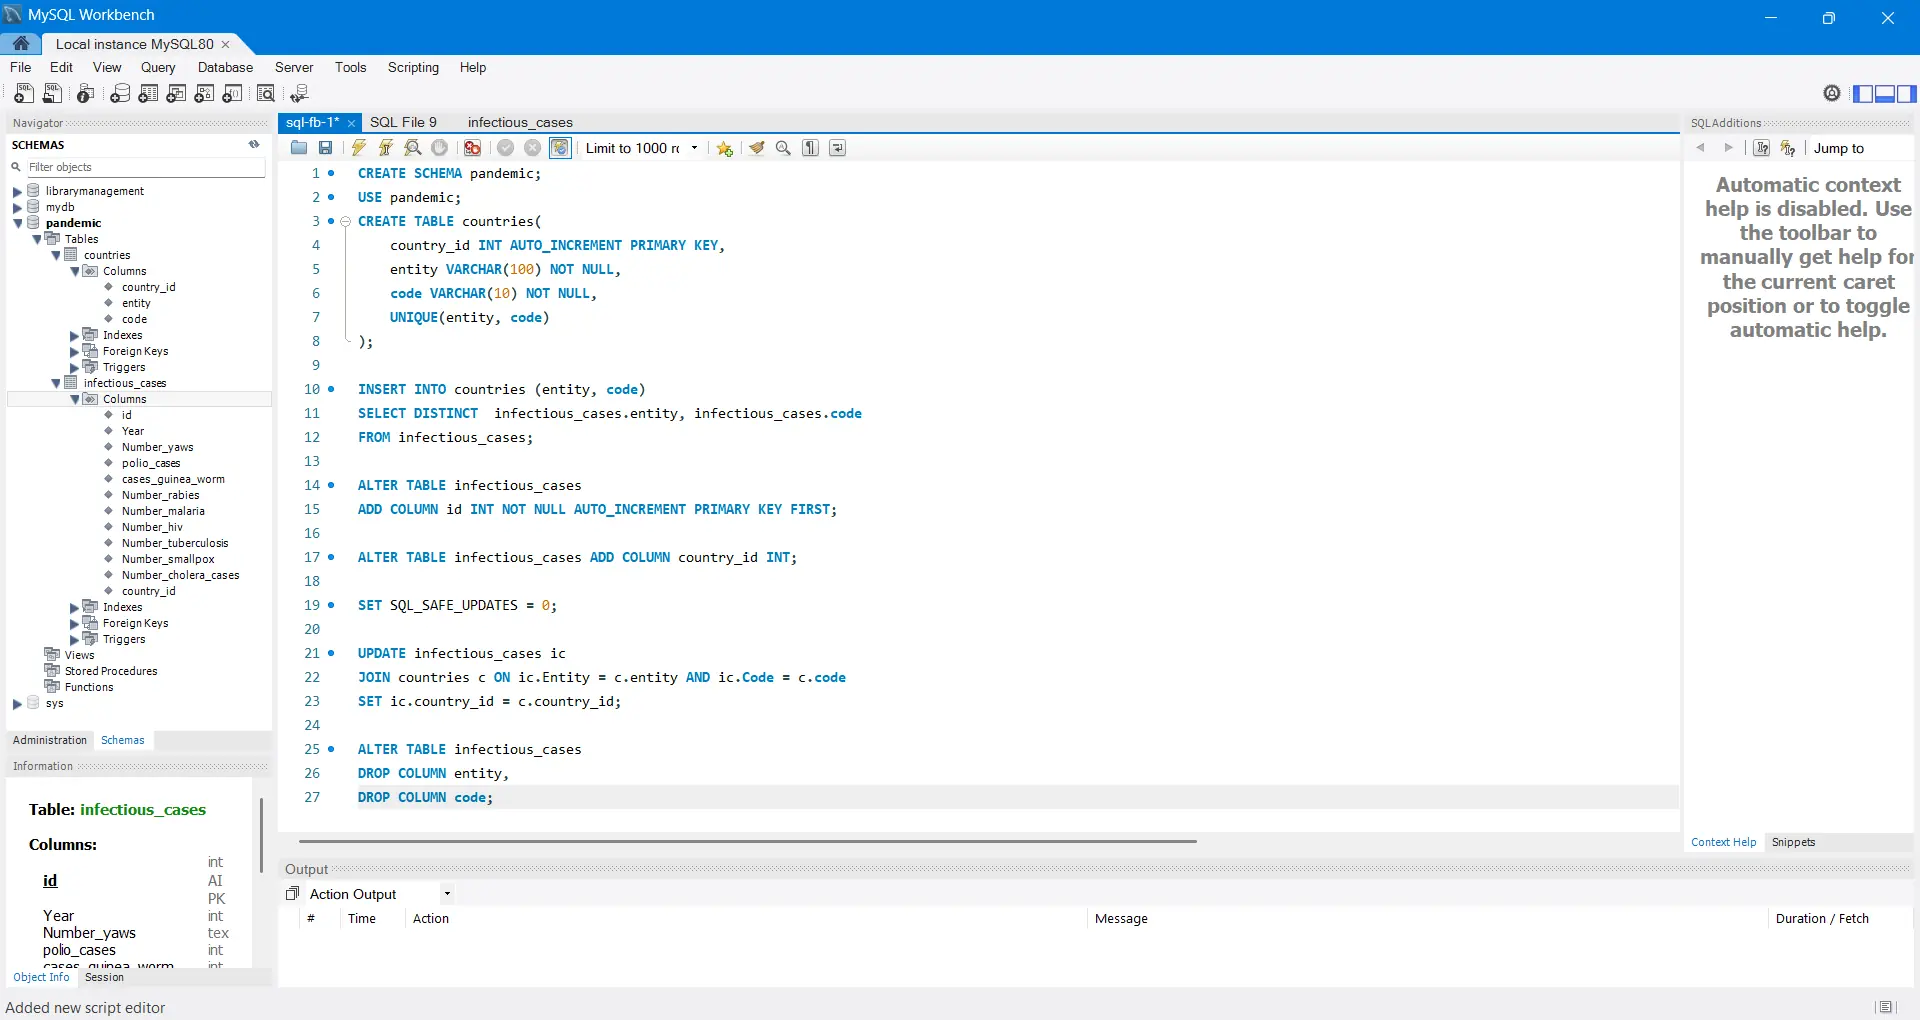 MySQL Workbench
Local instance MySQL80
File Edit View Query Database Server Tools Scripting Help
Navigator
SCHEMAS
Filter objects
librarymanagement
mydb
pandemic
Tables
countries
Columns
country_id
entity
code
Indexes
Foreign Keys
Triggers
infectious_cases
Columns
id
Year
Number_yaws
polio_cases
cases_guinea_worm
Number_rabies
Number_malaria
Number_hiv
Number_tuberculosis
Number_smallpox
Number_cholera_cases
country_id
Indexes
Foreign Keys
Triggers
Views
Stored Procedures
Functions
sys
Administration Schemas
Information
Table: infectious_cases
Columns:
id int AI PK
Year int
Number_yaws tex
polio_cases int
cases_guinea_worm int
Object Info Session
sql-fb-1* SQL File 9 infectious_cases
Limit to 1000 rc
1 CREATE SCHEMA pandemic;
2 USE pandemic;
3 CREATE TABLE countries(
4 country_id INT AUTO_INCREMENT PRIMARY KEY,
5 entity VARCHAR(100) NOT NULL,
6 code VARCHAR(10) NOT NULL,
7 UNIQUE(entity, code)
8 );
9
10 INSERT INTO countries (entity, code)
11 SELECT DISTINCT  infectious_cases.entity, infectious_cases.code
12 FROM infectious_cases;
13
14 ALTER TABLE infectious_cases
15 ADD COLUMN id INT NOT NULL AUTO_INCREMENT PRIMARY KEY FIRST;
16
17 ALTER TABLE infectious_cases ADD COLUMN country_id INT;
18
19 SET SQL_SAFE_UPDATES = 0;
20
21 UPDATE infectious_cases ic
22 JOIN countries c ON ic.Entity = c.entity AND ic.Code = c.code
23 SET ic.country_id = c.country_id;
24
25 ALTER TABLE infectious_cases
26 DROP COLUMN entity,
27 DROP COLUMN code;
Output
Action Output
# Time Action Message Duration / Fetch
SQLAdditions
Jump to
Automatic context
help is disabled. Use
the toolbar to
manually get help for
the current caret
position or to toggle
automatic help.
Context Help Snippets
Added new script editor